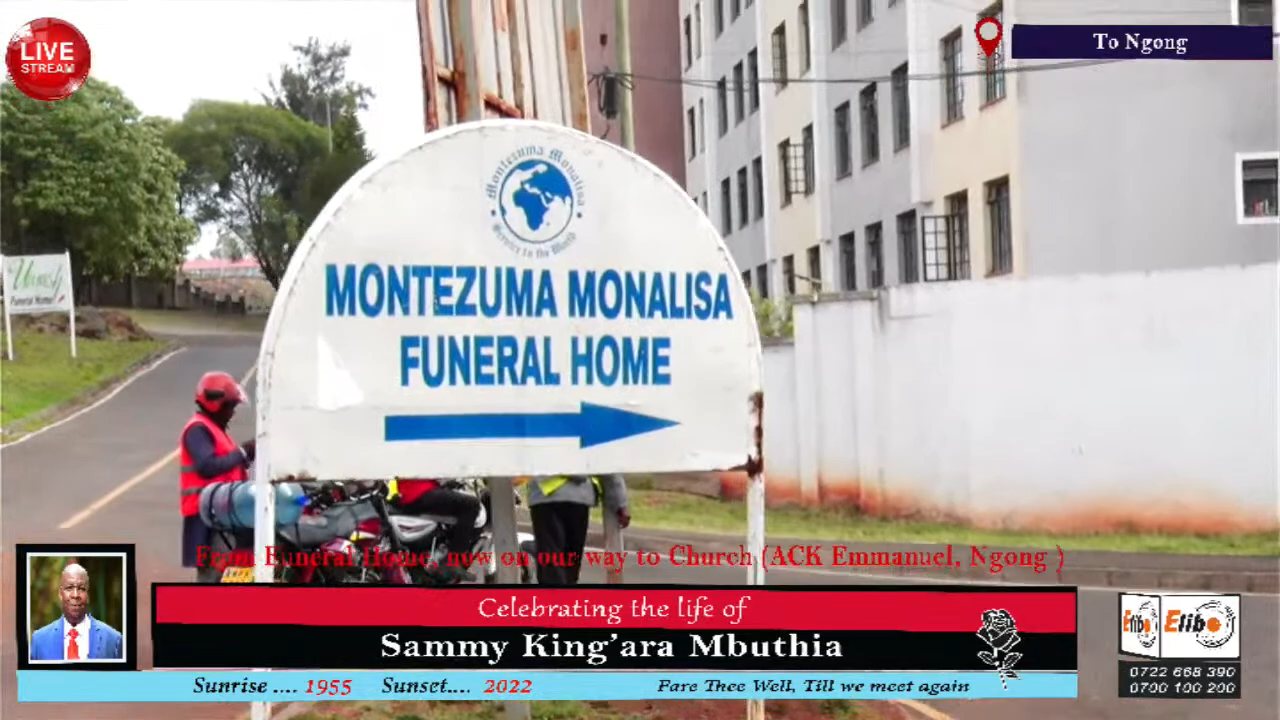 LIVE
STREAM
To Ngong
Montezuma Monalisa
Service to the World
MONTEZUMA MONALISA
FUNERAL HOME
Umash
Funeral Home
From Funeral Home, now on our way to Church (ACK Emmanuel, Ngong )
Celebrating the life of
Sammy King'ara Mbuthia
Sunrise .... 1955 Sunset.... 2022 Fare Thee Well, Till we meet again
Elibo
Elibo
0722 668 390
0700 100 200